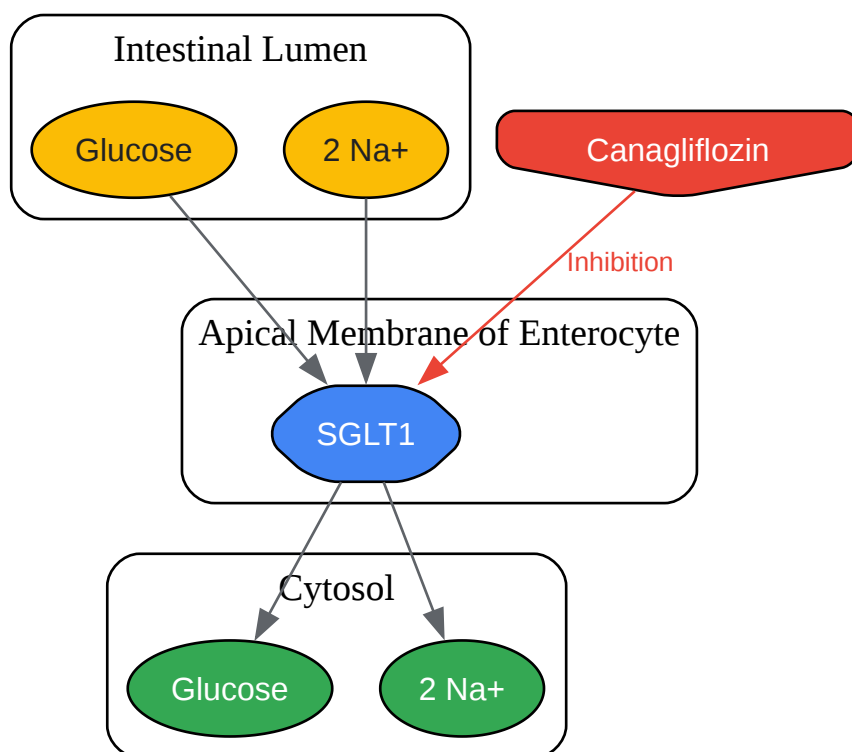 Intestinal Lumen
Glucose
2 Na+
Canagliflozin
Inhibition
Apical Membrane of Enterocyte
SGLT1
Cytosol
Glucose
2 Na+